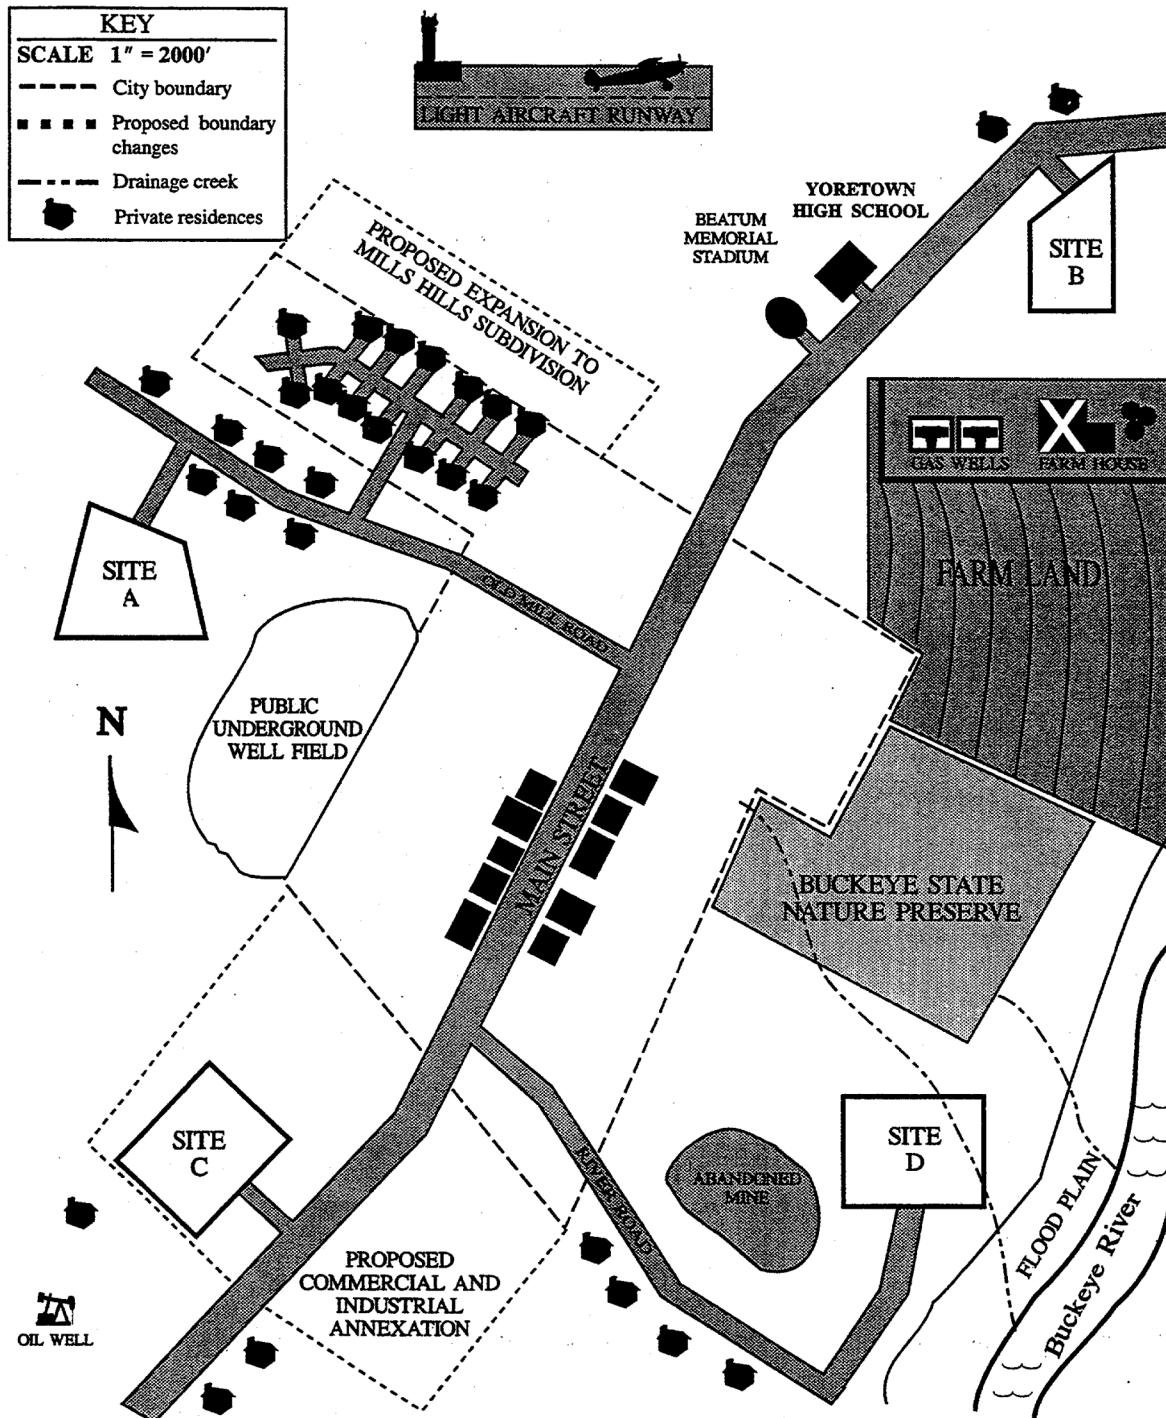 KEY
SCALE 1" = 2000'
City boundary
Proposed boundary
changes
Drainage creek
Private residences
LIGHT AIRCRAFT RUNWAY
YORETOWN
HIGH SCHOOL
BEATUM
MEMORIAL
STADIUM
SITE
B
PROPOSED EXPANSION TO
MILLS HILLS SUBDIVISION
GAS WELLS
FARM HOUSE
FARM LAND
SITE
A
OLD MILL ROAD
N
PUBLIC
UNDERGROUND
WELL FIELD
MAIN STREET
BUCKEYE STATE
NATURE PRESERVE
SITE
C
SITE
D
ABANDONED
MINE
RIVER ROAD
FLOOD PLAIN
Buckeye River
PROPOSED
COMMERCIAL AND
INDUSTRIAL
ANNEXATION
OIL WELL